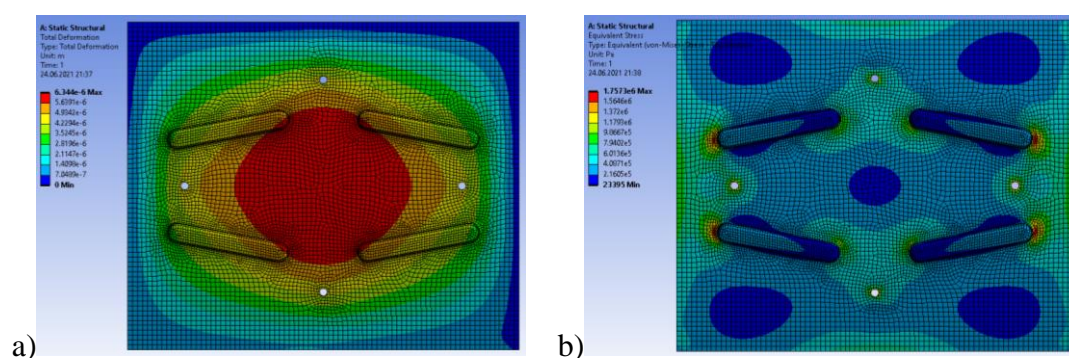 A: Static Structural
Total Deformation
Type: Total Deformation
Unit: m
Time: 1
24.06.2021 21:37
6.344e-6 Max
5.6391e-6
4.9342e-6
4.2294e-6
3.5245e-6
2.8196e-6
2.1147e-6
1.4098e-6
7.0489e-7
0 Min
a)
A: Static Structural
Equivalent Stress
Type: Equivalent (von-Mises) Stress
Unit: Pa
Time: 1
24.06.2021 21:38
1.7573e6 Max
1.5646e6
1.372e6
1.1793e6
9.8667e5
7.9402e5
6.0136e5
4.0871e5
2.1605e5
23395 Min
b)